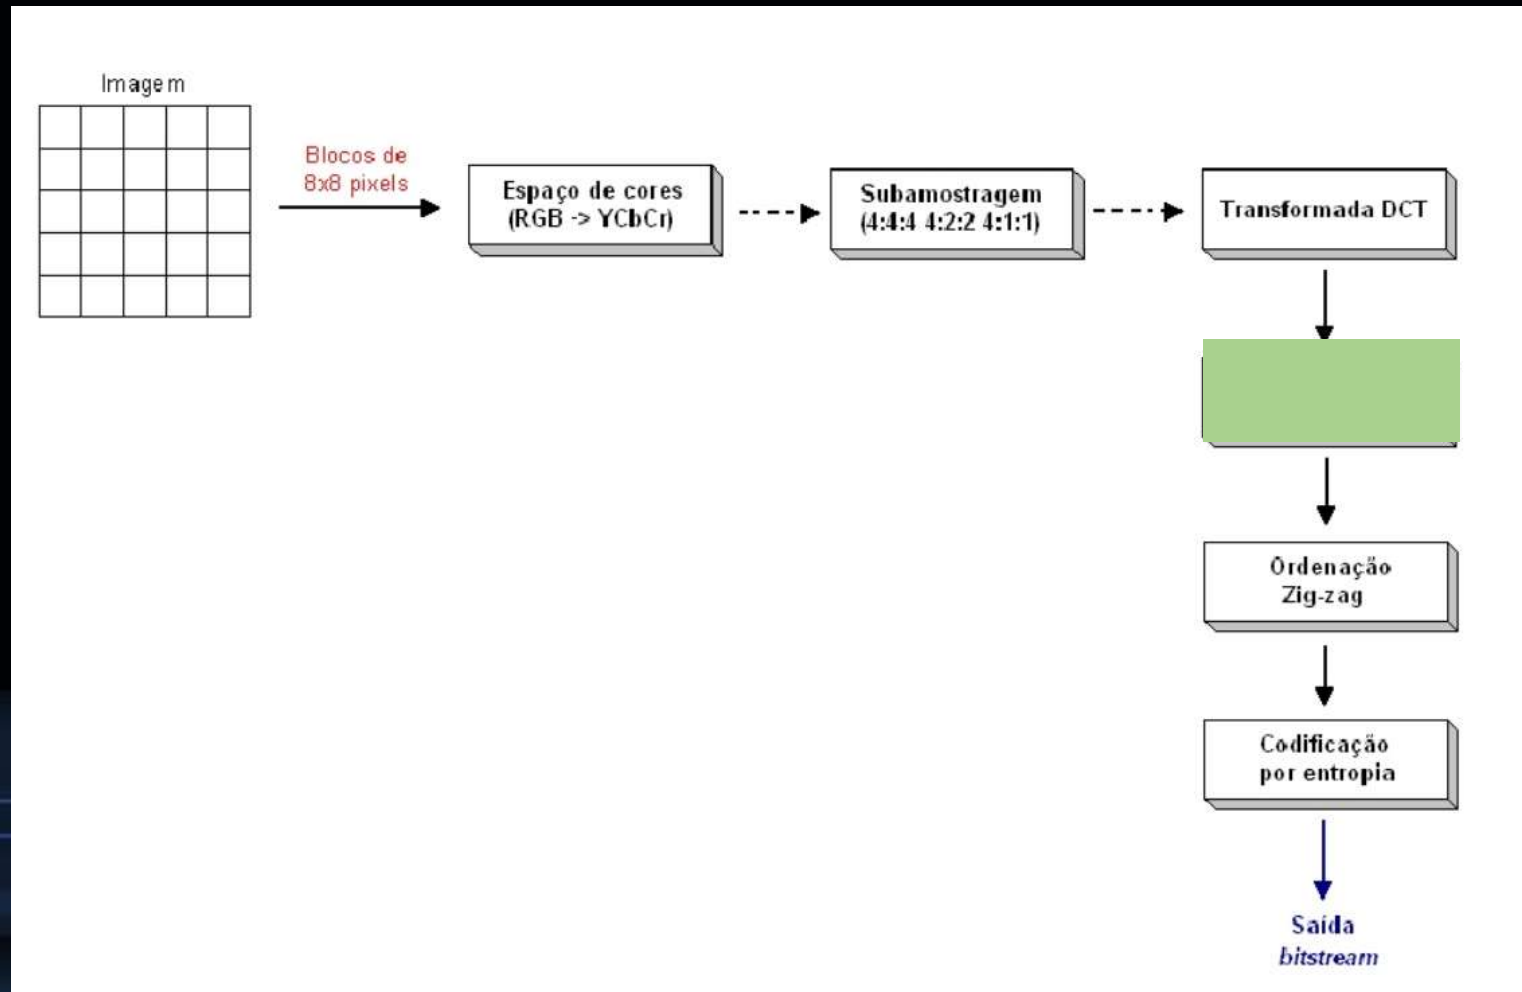 Imagem
Blocos de
8x8 pixels
Espaço de cores
(RGB -> YCbCr)
Subamostragem
(4:4:4 4:2:2 4:1:1)
Transformada DCT
Ordenação
Zig-zag
Codificação
por entropia
Saída
bitstream